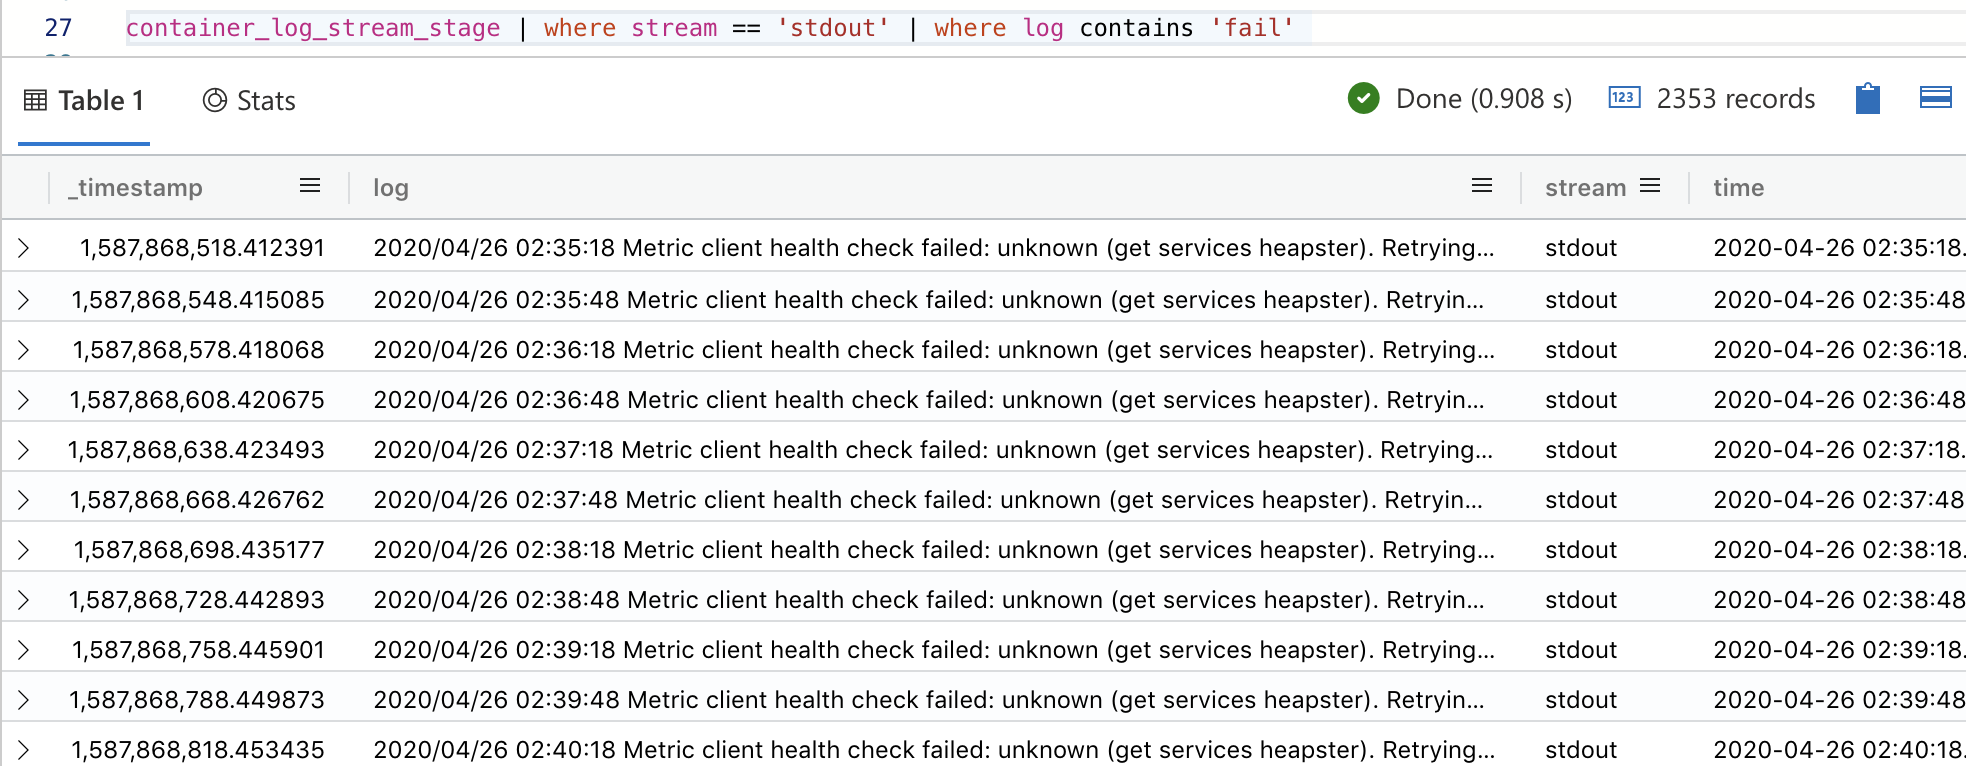 27 container_log_stream_stage | where stream == 'stdout' | where log contains 'fail'
Table 1 Stats Done (0.908 s) 123 2353 records
_timestamp log stream time
1,587,868,518.412391 2020/04/26 02:35:18 Metric client health check failed: unknown (get services heapster). Retrying... stdout 2020-04-26 02:35:18.
1,587,868,548.415085 2020/04/26 02:35:48 Metric client health check failed: unknown (get services heapster). Retryin... stdout 2020-04-26 02:35:48
1,587,868,578.418068 2020/04/26 02:36:18 Metric client health check failed: unknown (get services heapster). Retrying... stdout 2020-04-26 02:36:18.
1,587,868,608.420675 2020/04/26 02:36:48 Metric client health check failed: unknown (get services heapster). Retryin... stdout 2020-04-26 02:36:48
1,587,868,638.423493 2020/04/26 02:37:18 Metric client health check failed: unknown (get services heapster). Retrying... stdout 2020-04-26 02:37:18.
1,587,868,668.426762 2020/04/26 02:37:48 Metric client health check failed: unknown (get services heapster). Retryin... stdout 2020-04-26 02:37:48
1,587,868,698.435177 2020/04/26 02:38:18 Metric client health check failed: unknown (get services heapster). Retrying... stdout 2020-04-26 02:38:18.
1,587,868,728.442893 2020/04/26 02:38:48 Metric client health check failed: unknown (get services heapster). Retryin... stdout 2020-04-26 02:38:48
1,587,868,758.445901 2020/04/26 02:39:18 Metric client health check failed: unknown (get services heapster). Retrying... stdout 2020-04-26 02:39:18.
1,587,868,788.449873 2020/04/26 02:39:48 Metric client health check failed: unknown (get services heapster). Retryin... stdout 2020-04-26 02:39:48
1,587,868,818.453435 2020/04/26 02:40:18 Metric client health check failed: unknown (get services heapster). Retrying... stdout 2020-04-26 02:40:18.